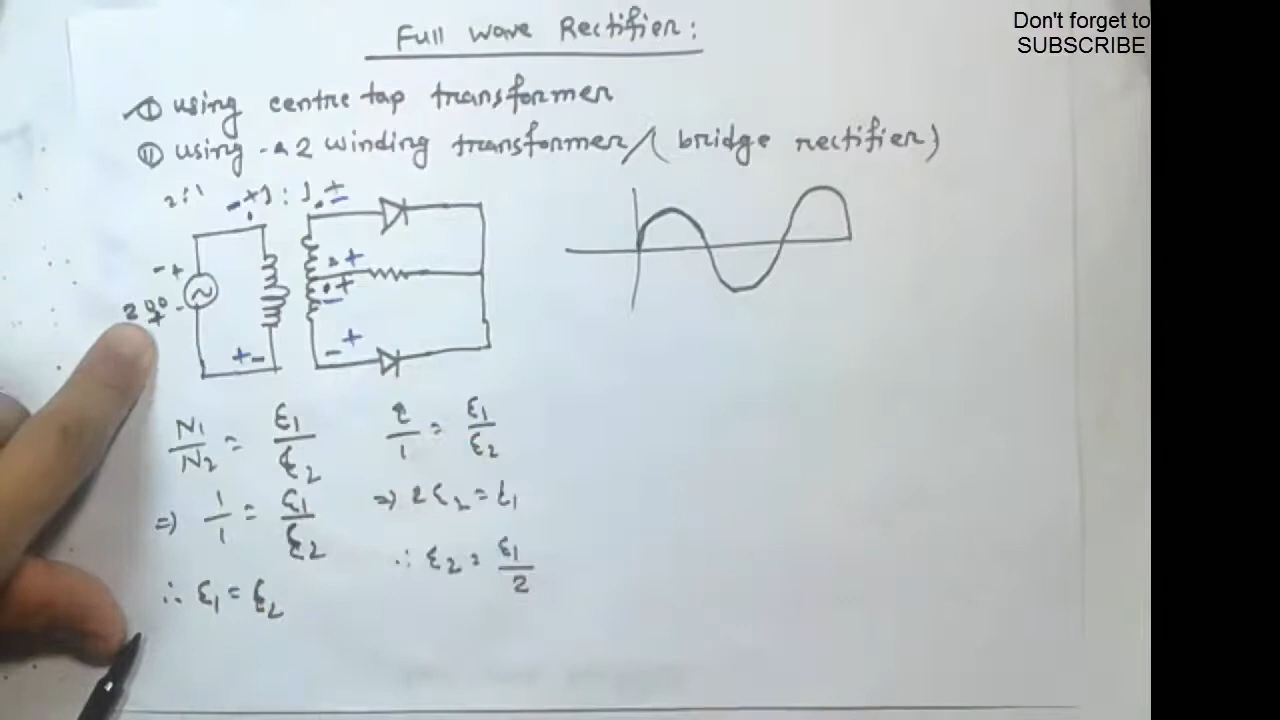 Don't forget to
SUBSCRIBE
Full Wave Rectifier:
① using centre tap transformer
② using a 2 winding transformer / (bridge rectifier)
2:1
- + 1 : 1 . + -
- +
200 -
+
+ -
+
+
-
- +
N1/N2 = ε1/ε2
2/1 = ε1/ε2
=> 1/1 = ε1/ε2
=> 2ε2 = ε1
∴ ε1 = ε2
∴ ε2 = ε1/2